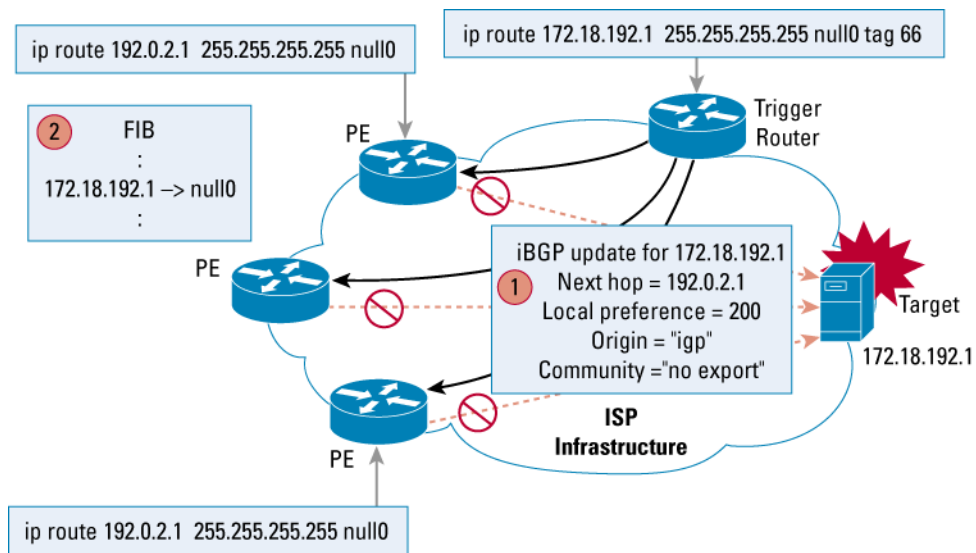 ip route 192.0.2.1 255.255.255.255 null0
ip route 172.18.192.1 255.255.255.255 null0 tag 66
2
FIB
:
172.18.192.1 –> null0
:
PE
Trigger
Router
PE
1
iBGP update for 172.18.192.1
Next hop = 192.0.2.1
Local preference = 200
Origin = "igp"
Community ="no export"
Target
172.18.192.1
PE
ISP
Infrastructure
ip route 192.0.2.1 255.255.255.255 null0